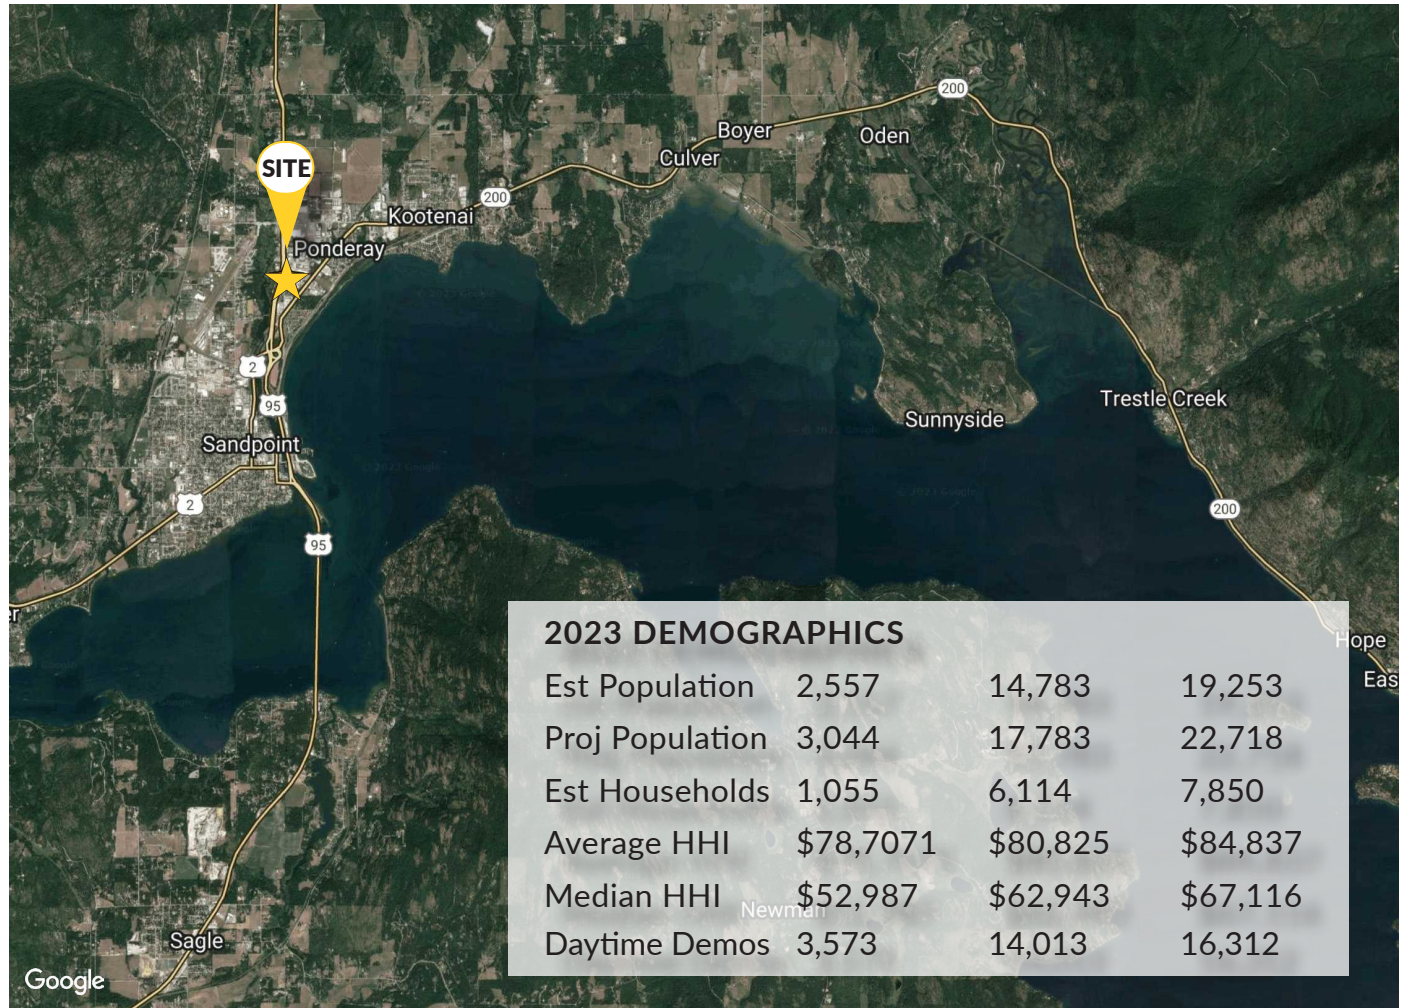 200
Boyer
Oden
Culver
SITE
200
Kootenai
Ponderay
2
95
Trestle Creek
Sunnyside
Sandpoint
2
200
95
er
Hope
Eas
2023 DEMOGRAPHICS
Est Population 2,557 14,783 19,253
Proj Population 3,044 17,783 22,718
Est Households 1,055 6,114 7,850
Average HHI $78,7071 $80,825 $84,837
Median HHI $52,987 $62,943 $67,116
Newman
Daytime Demos 3,573 14,013 16,312
Sagle
Google